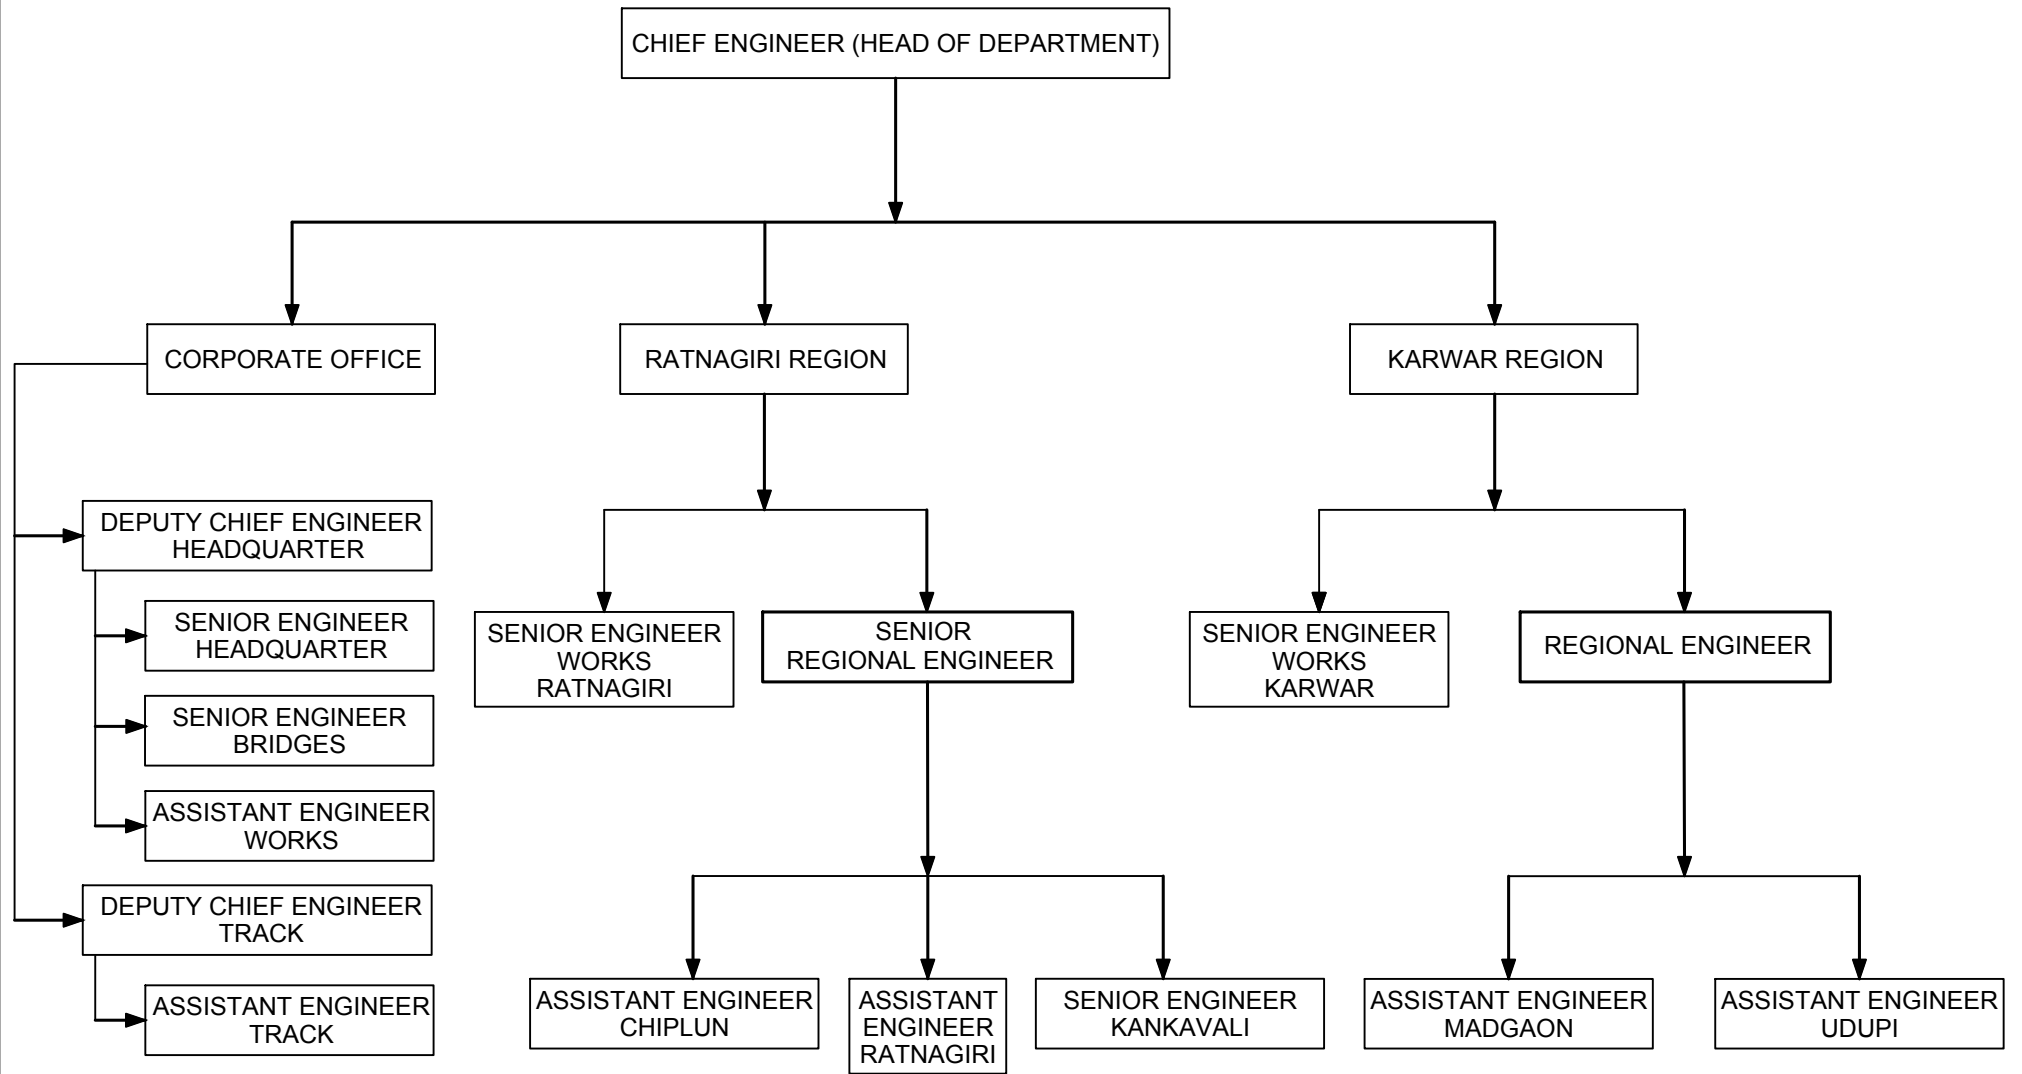 CHIEF ENGINEER (HEAD OF DEPARTMENT)
CORPORATE OFFICE
RATNAGIRI REGION
KARWAR REGION
DEPUTY CHIEF ENGINEER
HEADQUARTER
SENIOR ENGINEER
HEADQUARTER
SENIOR ENGINEER
BRIDGES
ASSISTANT ENGINEER
WORKS
DEPUTY CHIEF ENGINEER
TRACK
ASSISTANT ENGINEER
TRACK
SENIOR ENGINEER
WORKS
RATNAGIRI
SENIOR
REGIONAL ENGINEER
ASSISTANT ENGINEER
CHIPLUN
ASSISTANT
ENGINEER
RATNAGIRI
SENIOR ENGINEER
KANKAVALI
SENIOR ENGINEER
WORKS
KARWAR
REGIONAL ENGINEER
ASSISTANT ENGINEER
MADGAON
ASSISTANT ENGINEER
UDUPI